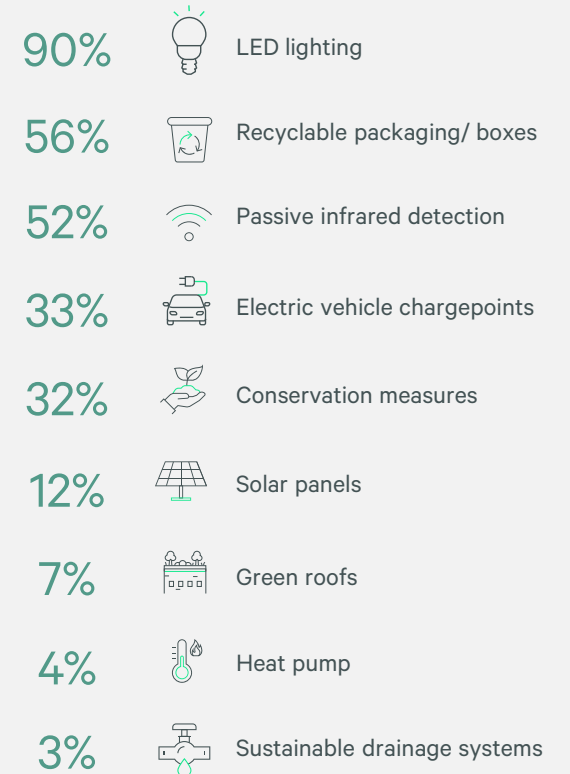 90% LED lighting
56% Recyclable packaging/ boxes
52% Passive infrared detection
33% Electric vehicle chargepoints
32% Conservation measures
12% Solar panels
7% Green roofs
4% Heat pump
3% Sustainable drainage systems